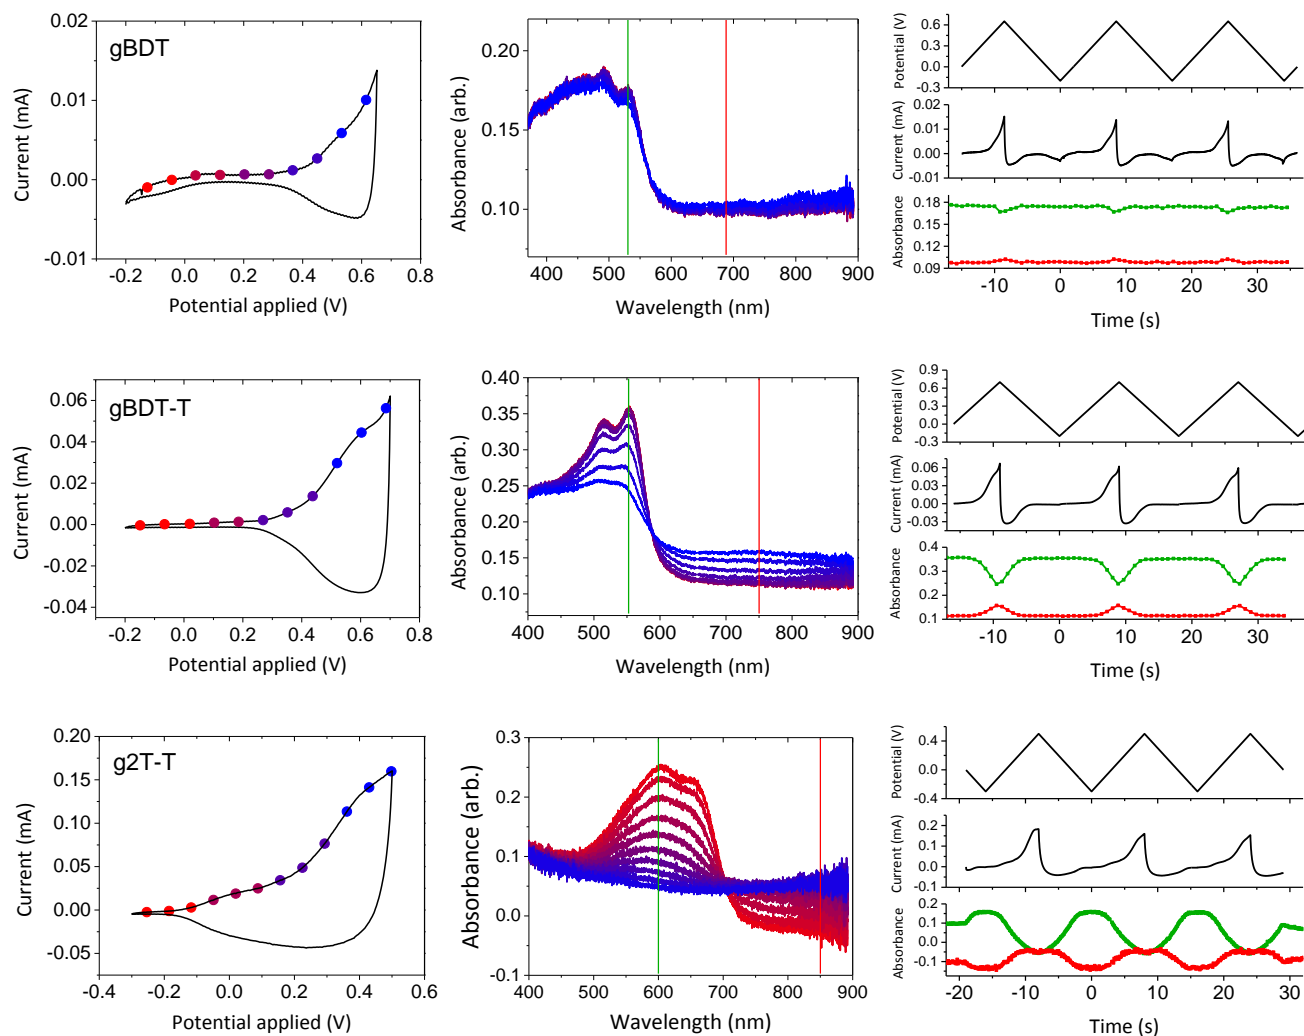 gBDT
Current (mA)
0.01
0.00
-0.01
-0.2 0.0 0.2 0.4 0.6 0.8
Potential applied (V)
Absorbance (arb.)
0.20
0.15
0.10
400 500 600 700 800 900
Wavelength (nm)
Potential (V)
0.6
0.3
0.0
-0.3
Current (mA)
0.02
0.01
0.00
-0.01
Absorbance
0.18
0.15
0.12
0.09
-10 0 10 20 30
Time (s)
gBDT-T
Current (mA)
0.06
0.04
0.02
0.00
-0.02
-0.04
-0.2 0.0 0.2 0.4 0.6 0.8
Potential applied (V)
Absorbance (arb.)
0.40
0.35
0.30
0.25
0.20
0.15
0.10
400 500 600 700 800 900
Wavelength (nm)
Potential (V)
0.9
0.6
0.3
0.0
-0.3
Current (mA)
0.06
0.03
0.00
-0.03
Absorbance
0.4
0.3
0.2
0.1
-10 0 10 20 30
Time (s)
g2T-T
Current (mA)
0.20
0.15
0.10
0.05
0.00
-0.05
-0.4 -0.2 0.0 0.2 0.4 0.6
Potential applied (V)
Absorbance (arb.)
0.3
0.2
0.1
0.0
-0.1
400 500 600 700 800 900
Wavelength (nm)
Potential (V)
0.4
0.0
-0.4
Current (mA)
0.2
0.1
0.0
-0.1
Absorbance
0.2
0.1
0.0
-0.1
-20 -10 0 10 20 30
Time (s)